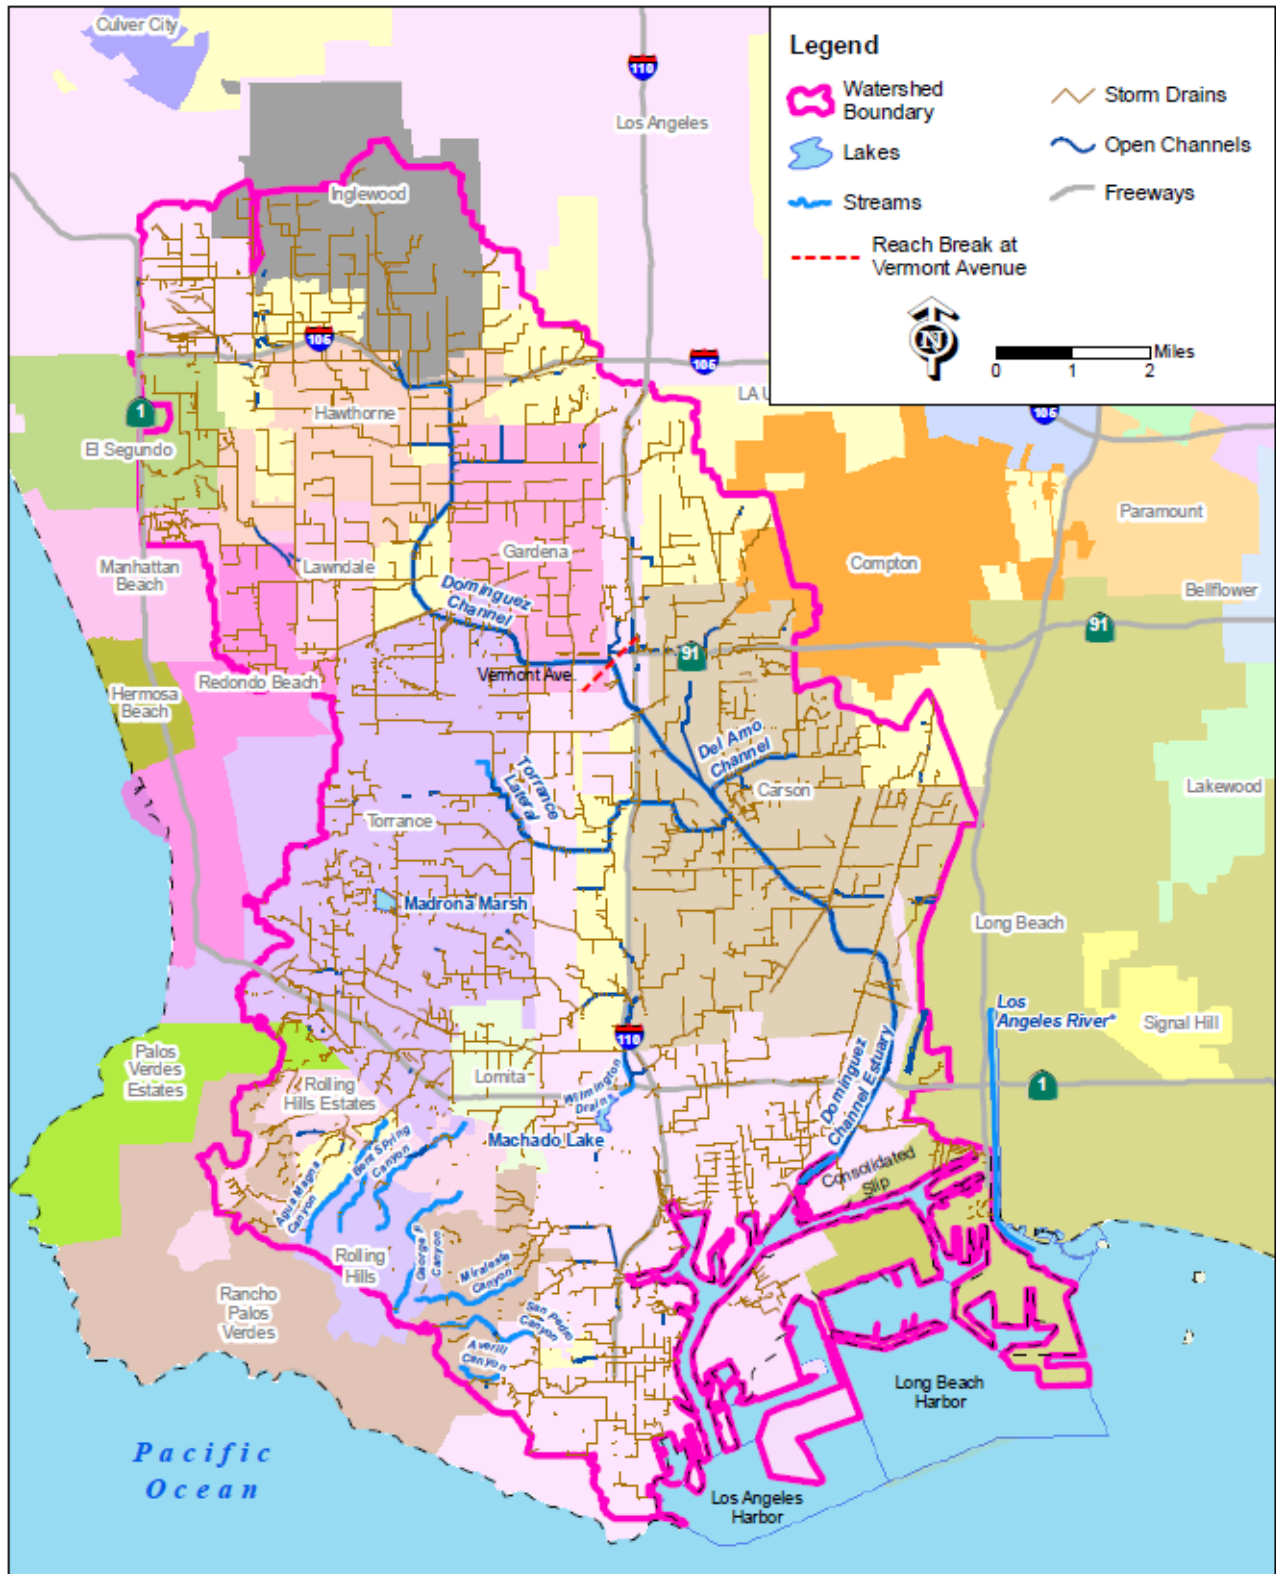 Culver City
110
Los Angeles
Legend
Watershed
Boundary
Lakes
Streams
Reach Break at
Vermont Avenue
Storm Drains
Open Channels
Freeways
N
Miles
0 1 2
Inglewood
105
105
LA U
105
Hawthorne
1
El Segundo
Paramount
Manhattan
Beach
Lawndale
Gardena
Compton
Bellflower
Dominguez
Channel
91
91
Vermont Ave.
Redondo Beach
Hermosa
Beach
Del Amo
Channel
Torrance
Lateral
Carson
Lakewood
Torrance
Madrona Marsh
Long Beach
Los
Angeles River*
Signal Hill
110
Palos
Verdes
Estates
Rolling
Hills Estates
Lomita
Wilmington
Drain
Dominguez
Channel Estuary
1
Machado Lake
Bent Spring
Canyon
Agua Magna
Canyon
Consolidated
Slip
Rolling
Hills
George F
Canyon
Miraleste
Canyon
Rancho
Palos
Verdes
San Pedro
Canyon
Averill
Canyon
Long Beach
Harbor
Pacific
Ocean
Los Angeles
Harbor